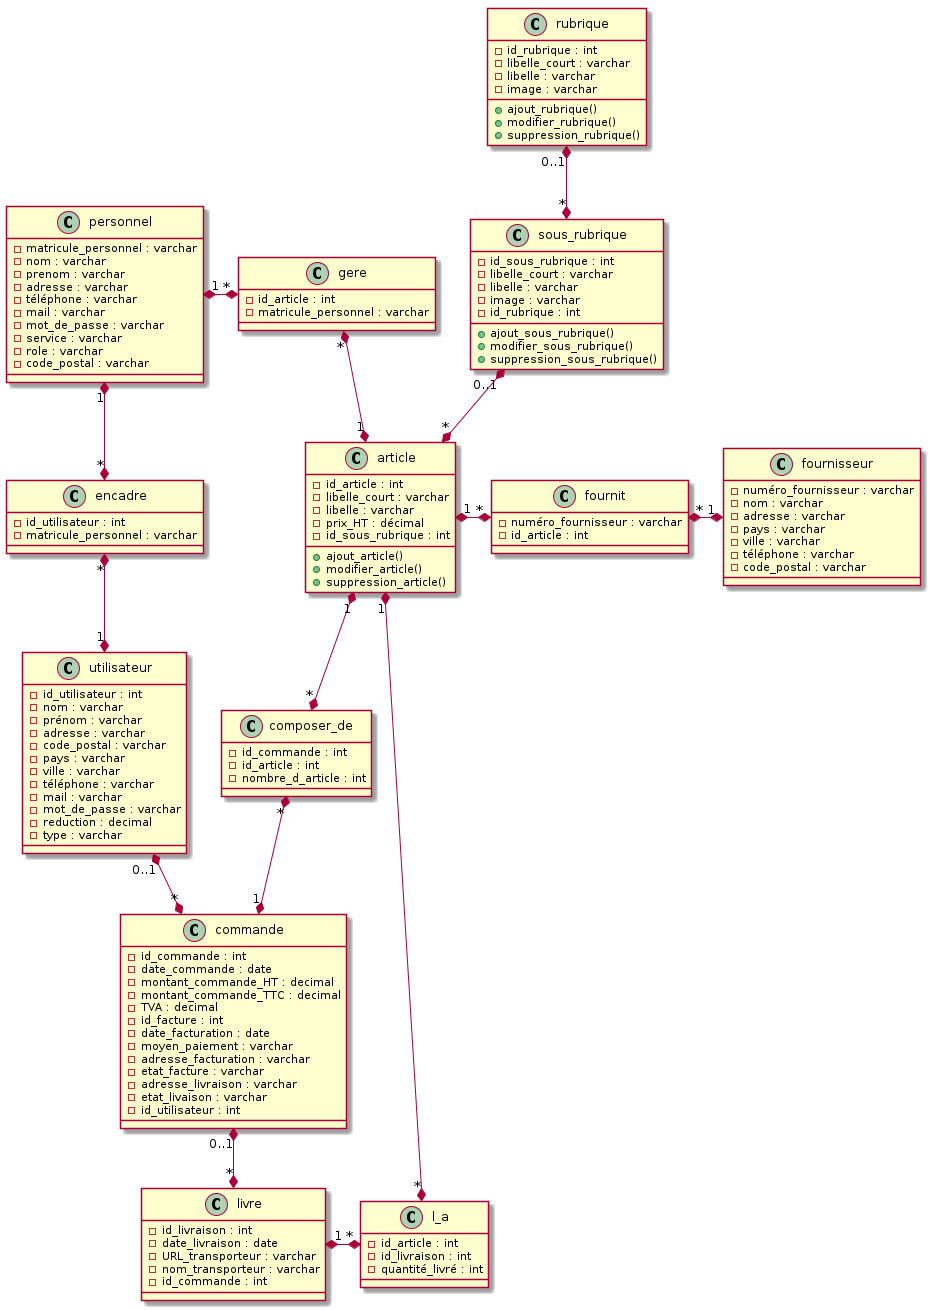 C rubrique
id_rubrique : int
libelle_court : varchar
libelle : varchar
image : varchar
ajout_rubrique()
modifier_rubrique()
suppression_rubrique()
0..1
*
C personnel
matricule_personnel : varchar
nom : varchar
prenom : varchar
adresse : varchar
téléphone : varchar
mail : varchar
mot_de_passe : varchar
service : varchar
role : varchar
code_postal : varchar
1 *
C gere
id_article : int
matricule_personnel : varchar
C sous_rubrique
id_sous_rubrique : int
libelle_court : varchar
libelle : varchar
image : varchar
id_rubrique : int
ajout_sous_rubrique()
modifier_sous_rubrique()
suppression_sous_rubrique()
1
*
*
1
0..1
*
C encadre
id_utilisateur : int
matricule_personnel : varchar
C article
id_article : int
libelle_court : varchar
libelle : varchar
prix_HT : décimal
id_sous_rubrique : int
ajout_article()
modifier_article()
suppression_article()
1 *
C fournit
numéro_fournisseur : varchar
id_article : int
* 1
C fournisseur
numéro_fournisseur : varchar
nom : varchar
adresse : varchar
pays : varchar
ville : varchar
téléphone : varchar
code_postal : varchar
*
1
1
*
1
*
C utilisateur
id_utilisateur : int
nom : varchar
prénom : varchar
adresse : varchar
code_postal : varchar
pays : varchar
ville : varchar
téléphone : varchar
mail : varchar
mot_de_passe : varchar
reduction : decimal
type : varchar
C composer_de
id_commande : int
id_article : int
nombre_d_article : int
0..1
*
*
1
C commande
id_commande : int
date_commande : date
montant_commande_HT : decimal
montant_commande_TTC : decimal
TVA : decimal
id_facture : int
date_facturation : date
moyen_paiement : varchar
adresse_facturation : varchar
etat_facture : varchar
adresse_livraison : varchar
etat_livaison : varchar
id_utilisateur : int
0..1
*
C livre
id_livraison : int
date_livraison : date
URL_transporteur : varchar
nom_transporteur : varchar
id_commande : int
1 *
C l_a
id_article : int
id_livraison : int
quantité_livré : int